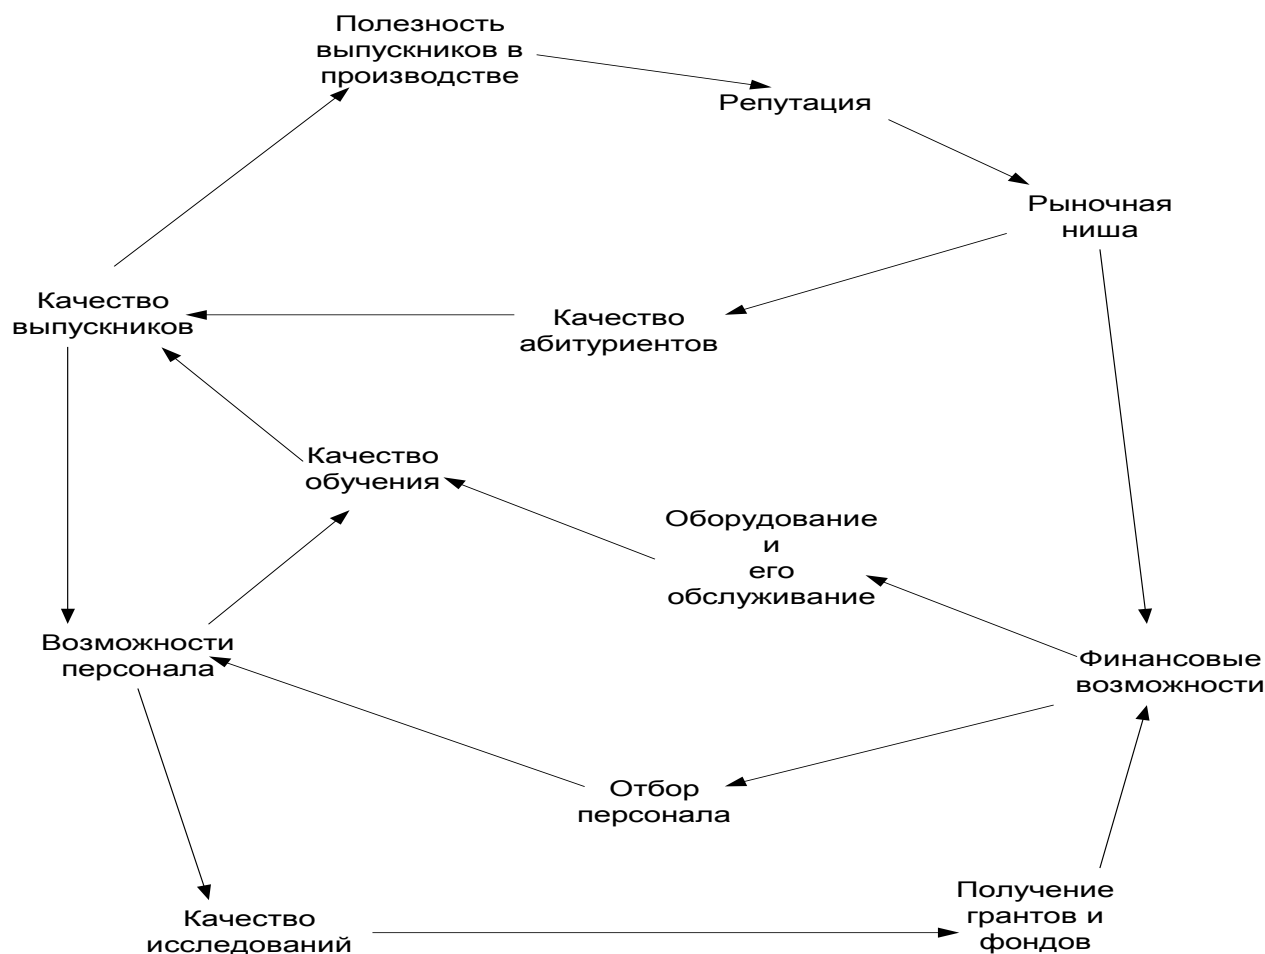 Полезность
выпускников в
производстве
Репутация
Рыночная
ниша
Качество
выпускников
Качество
абитуриентов
Качество
обучения
Оборудование
и
его
обслуживание
Возможности
персонала
Финансовые
возможности
Отбор
персонала
Получение
грантов и
фондов
Качество
исследований